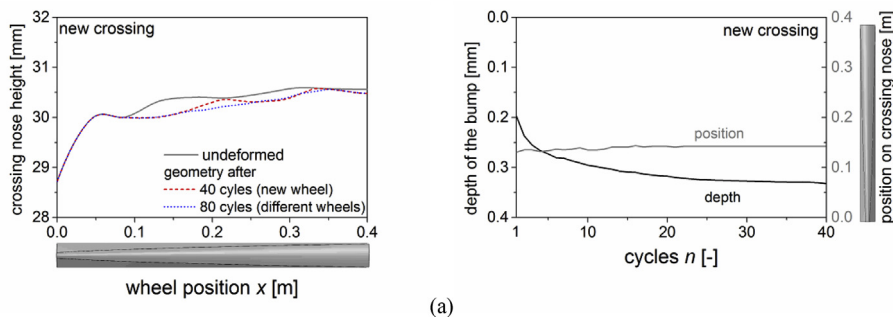 new crossing
crossing nose height [mm]
32
31
30
29
28
undeformed
geometry after
40 cyles (new wheel)
80 cyles (different wheels)
0.0 0.1 0.2 0.3 0.4
wheel position x [m]
(a)
new crossing
depth of the bump [mm]
0.0
0.1
0.2
0.3
0.4
position
depth
0.4
0.3
0.2
0.1
0.0
position on crossing nose [m]
1 10 20 30 40
cycles n [-]